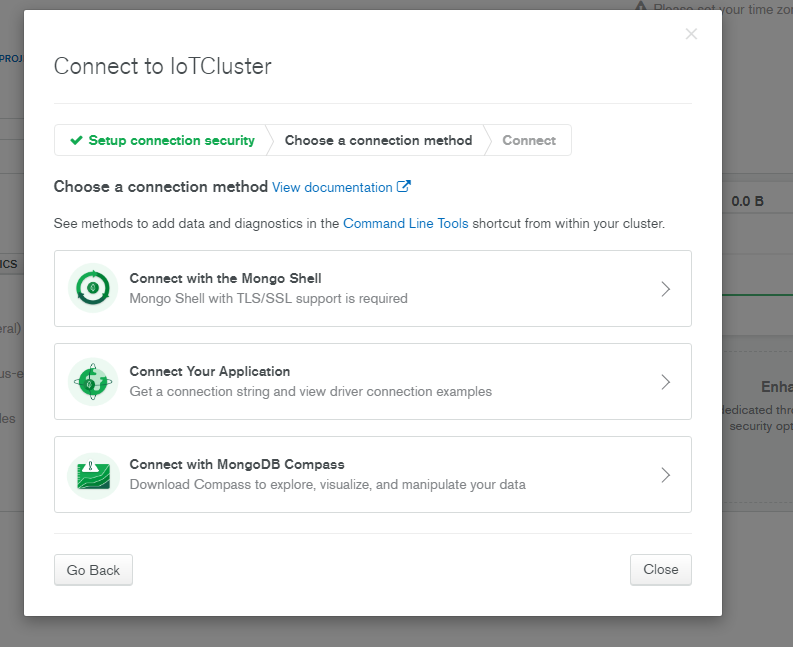 Please set your time zo
PROJ
Connect to IoTCluster
Setup connection security
Choose a connection method
Connect
Choose a connection method View documentation
0.0 B
See methods to add data and diagnostics in the Command Line Tools shortcut from within your cluster.
ICS
Connect with the Mongo Shell
Mongo Shell with TLS/SSL support is required
eral)
Connect Your Application
Get a connection string and view driver connection examples
us-e
Enha
dedicated thr
les
security opt
Connect with MongoDB Compass
Download Compass to explore, visualize, and manipulate your data
Go Back
Close